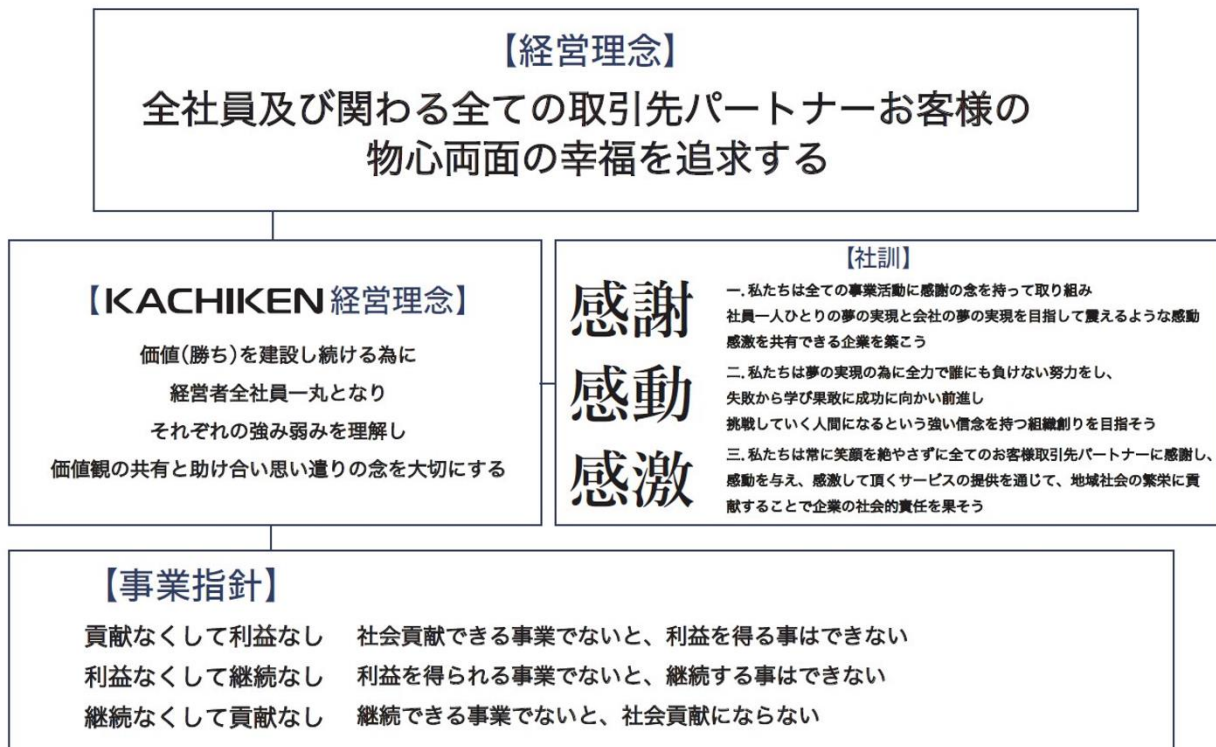 【経営理念】
全社員及び関わる全ての取引先パートナーお客様の
物心両面の幸福を追求する
【KACHIKEN 経営理念】
価値(勝ち)を建設し続ける為に
経営者全社員一丸となり
それぞれの強み弱みを理解し
価値観の共有と助け合い思い遣りの念を大切にする
【社訓】
感謝
一. 私たちは全ての事業活動に感謝の念を持って取り組み
社員一人ひとりの夢の実現と会社の夢の実現を目指して震えるような感動
感激を共有できる企業を築こう
感動
二. 私たちは夢の実現の為に全力で誰にも負けない努力をし、
失敗から学び果敢に成功に向かい前進し
挑戦していく人間になるという強い信念を持つ組織創りを目指そう
感激
三. 私たちは常に笑顔を絶やさずに全てのお客様取引先パートナーに感謝し、
感動を与え、感激して頂くサービスの提供を通じて、地域社会の繁栄に貢
献することで企業の社会的責任を果そう
【事業指針】
貢献なくして利益なし 社会貢献できる事業でないと、利益を得る事はできない
利益なくして継続なし 利益を得られる事業でないと、継続する事はできない
継続なくして貢献なし 継続できる事業でないと、社会貢献にならない